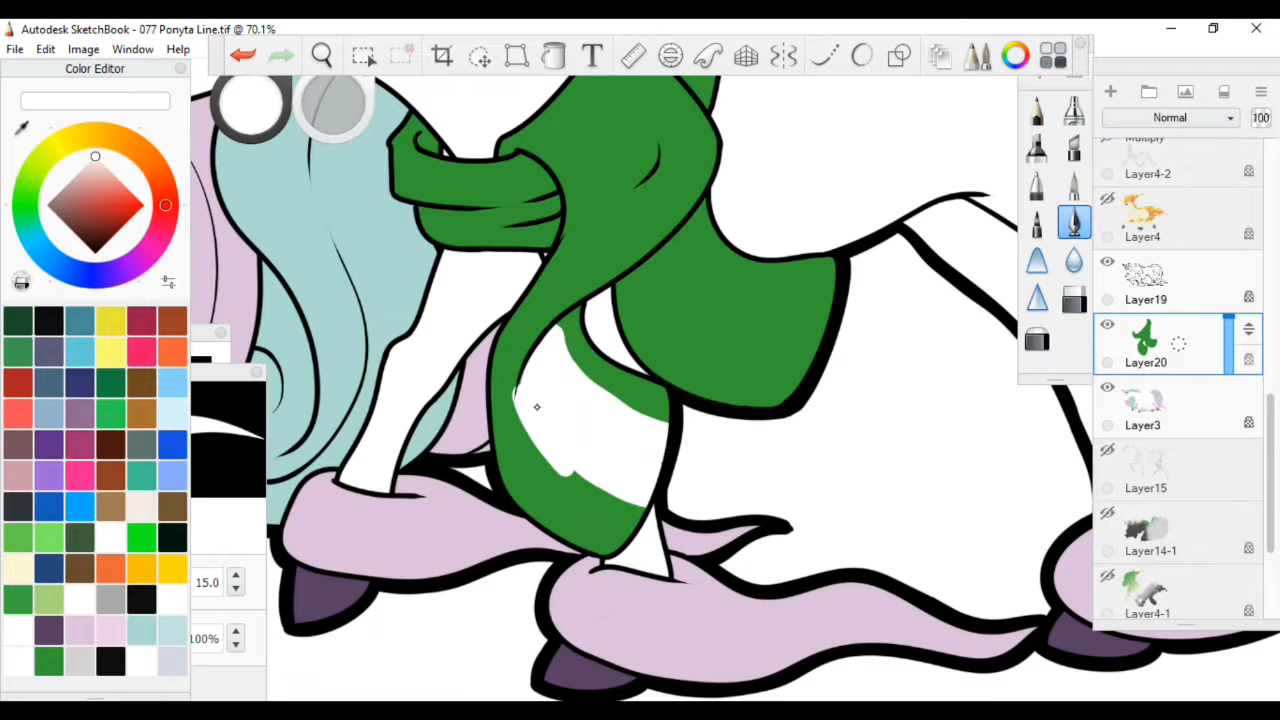 Autodesk SketchBook - 077 Ponyta Line.tif @ 70.1%
File Edit Image Window Help
T
Color Editor
Normal
100
Multiply
Layer4-2
Layer4
Layer19
Layer20
Layer3
Layer15
Layer14-1
Layer4-1
15.0
100%